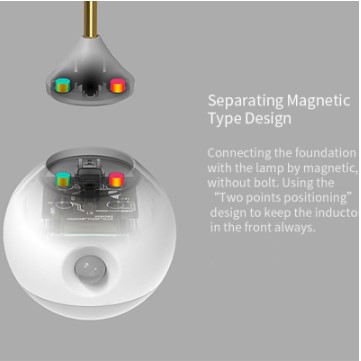 Separating Magnetic
Type Design
Connecting the foundation
with the lamp by magnetic,
without bolt. Using the
“Two points positioning”
design to keep the inducto
in the front always.